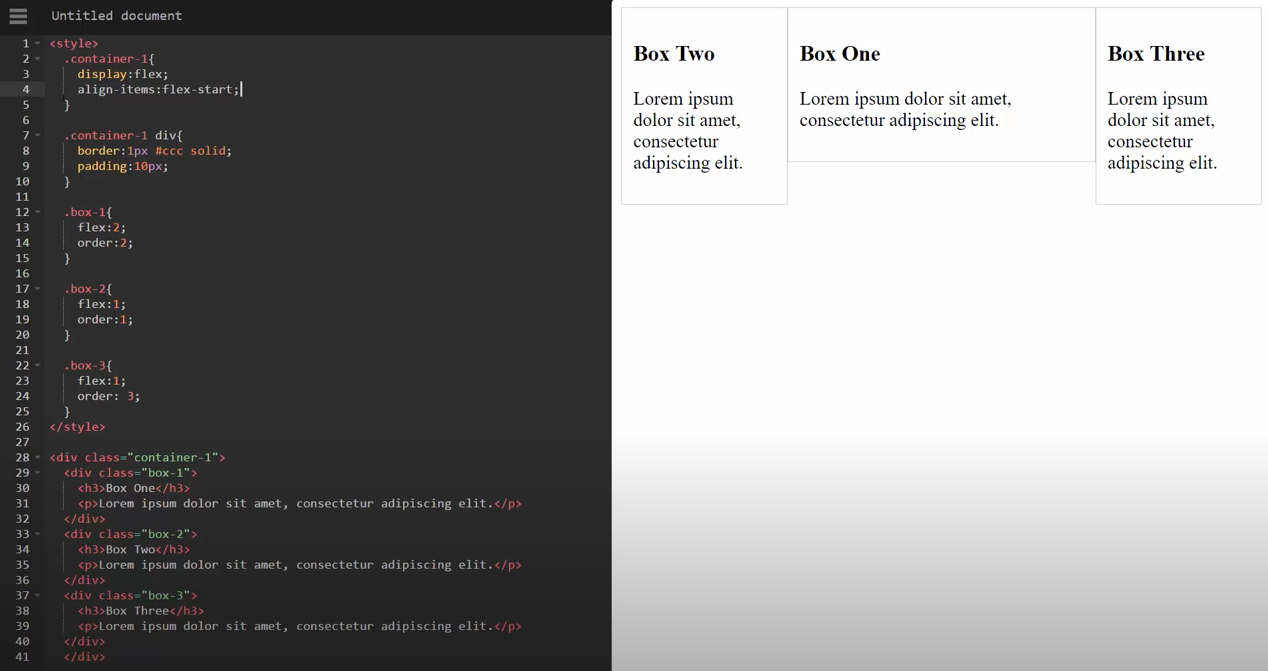 Untitled document
1 <style>
2 .container-1{
3 display:flex;
4 align-items:flex-start;
5 }
6
7 .container-1 div{
8 border:1px #ccc solid;
9 padding:10px;
10 }
11
12 .box-1{
13 flex:2;
14 order:2;
15 }
16
17 .box-2{
18 flex:1;
19 order:1;
20 }
21
22 .box-3{
23 flex:1;
24 order: 3;
25 }
26 </style>
27
28 <div class="container-1">
29 <div class="box-1">
30 <h3>Box One</h3>
31 <p>Lorem ipsum dolor sit amet, consectetur adipiscing elit.</p>
32 </div>
33 <div class="box-2">
34 <h3>Box Two</h3>
35 <p>Lorem ipsum dolor sit amet, consectetur adipiscing elit.</p>
36 </div>
37 <div class="box-3">
38 <h3>Box Three</h3>
39 <p>Lorem ipsum dolor sit amet, consectetur adipiscing elit.</p>
40 </div>
41 </div>
Box Two
Lorem ipsum
dolor sit amet,
consectetur
adipiscing elit.
Box One
Lorem ipsum dolor sit amet,
consectetur adipiscing elit.
Box Three
Lorem ipsum
dolor sit amet,
consectetur
adipiscing elit.